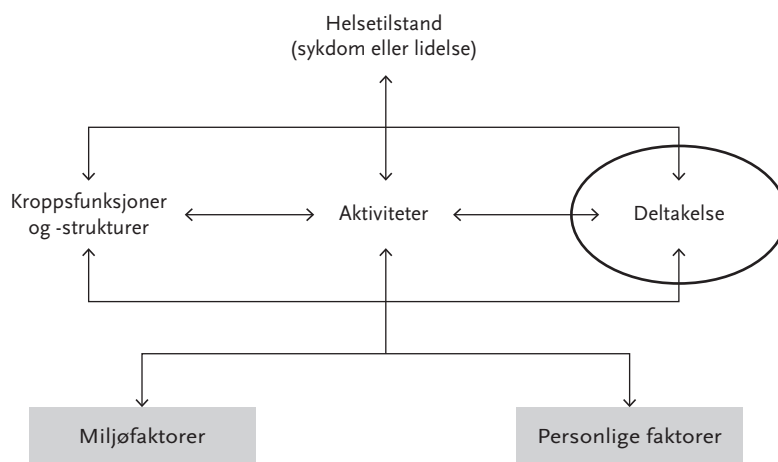 Helsetilstand
(sykdom eller lidelse)
Kroppsfunksjoner
og -strukturer
Aktiviteter
Deltakelse
Miljøfaktorer
Personlige faktorer